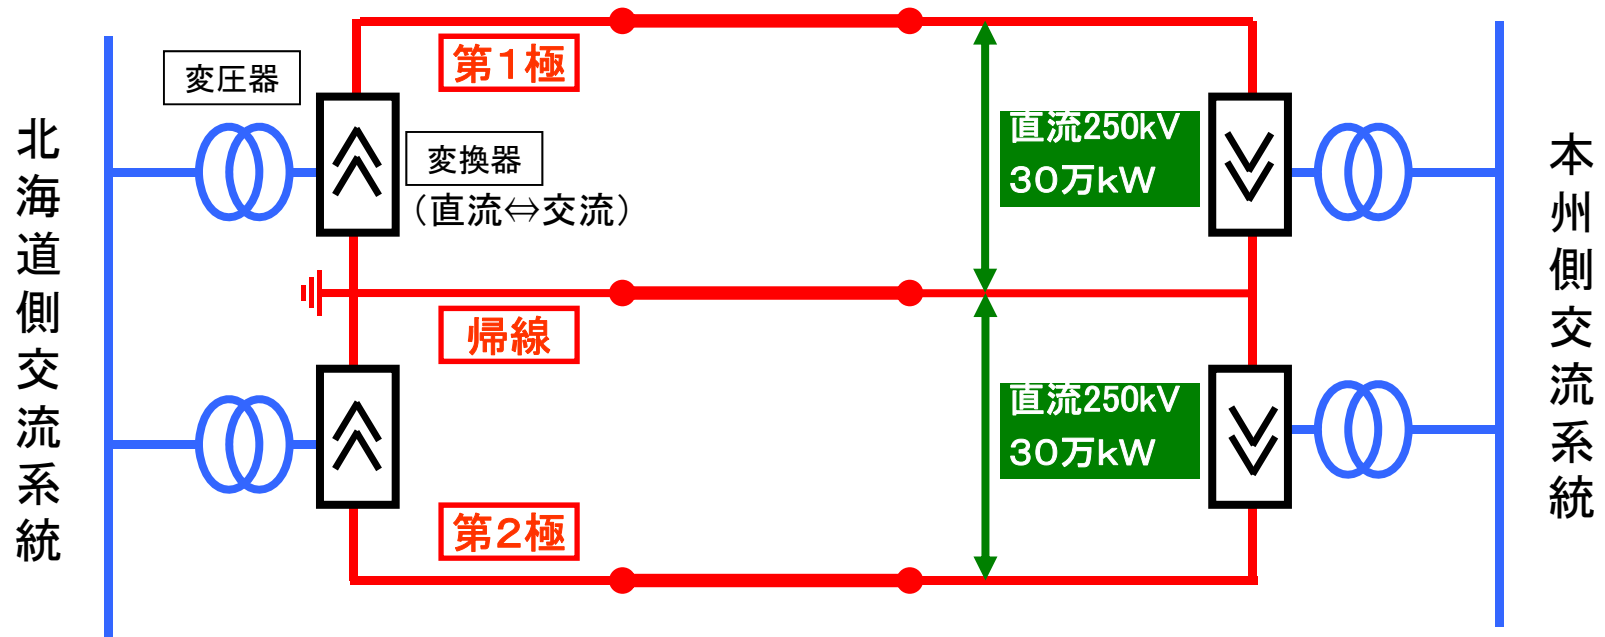 北海道側交流系統
変圧器
第１極
変換器
（直流⇔交流）
直流250kV
３０万kW
帰線
直流250kV
３０万kW
第２極
本州側交流系統